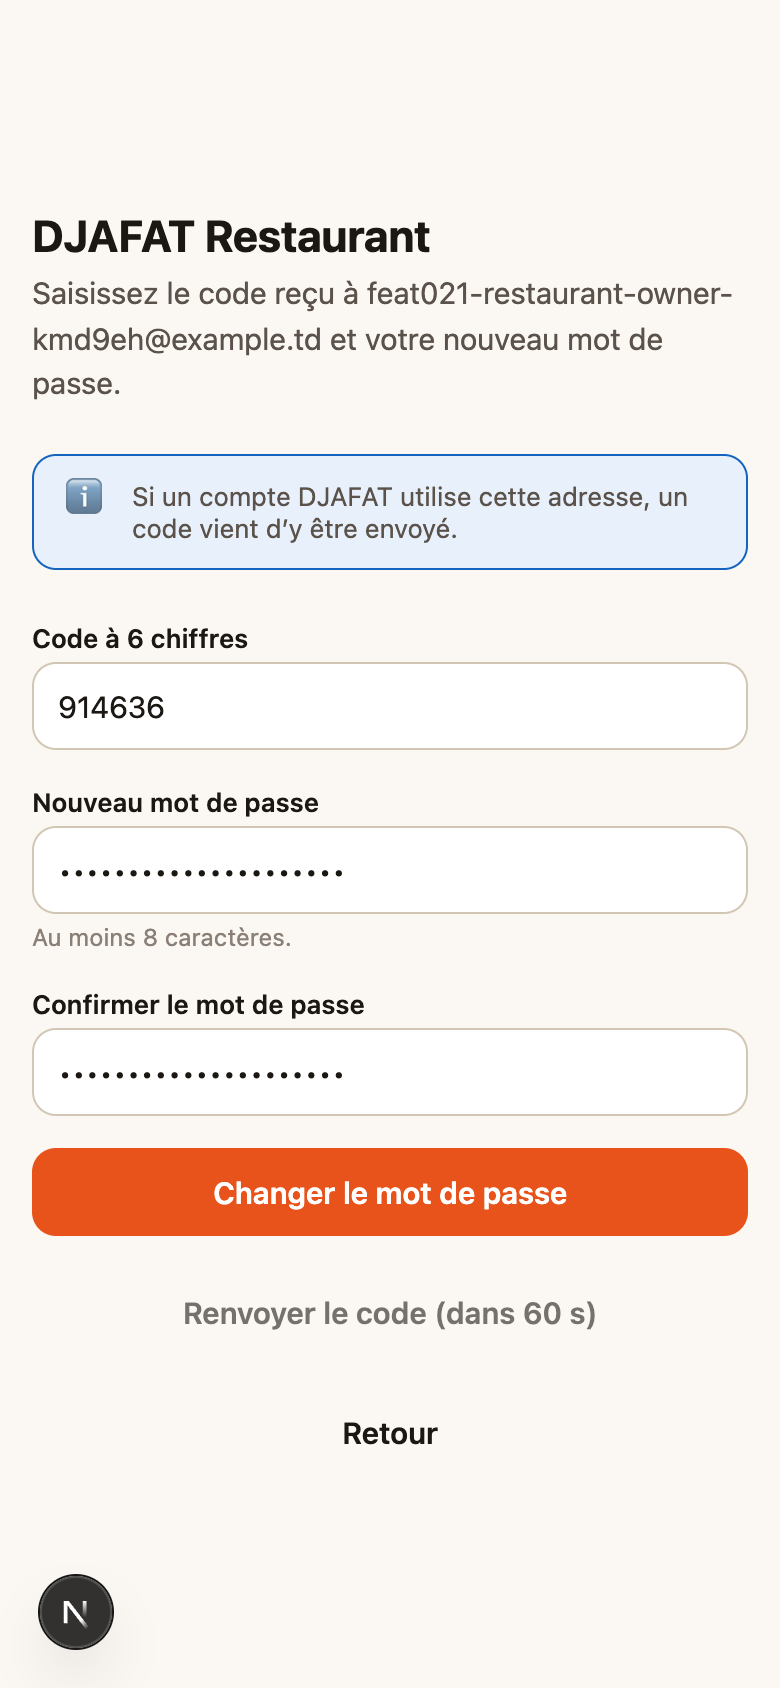 DJAFAT Restaurant
Saisissez le code reçu à feat021-restaurant-owner-
kmd9eh@example.td et votre nouveau mot de
passe.
Si un compte DJAFAT utilise cette adresse, un
code vient d’y être envoyé.
Code à 6 chiffres
914636
Nouveau mot de passe
•••••••••••••••••••••
Au moins 8 caractères.
Confirmer le mot de passe
•••••••••••••••••••••
Changer le mot de passe
Renvoyer le code (dans 60 s)
Retour
N